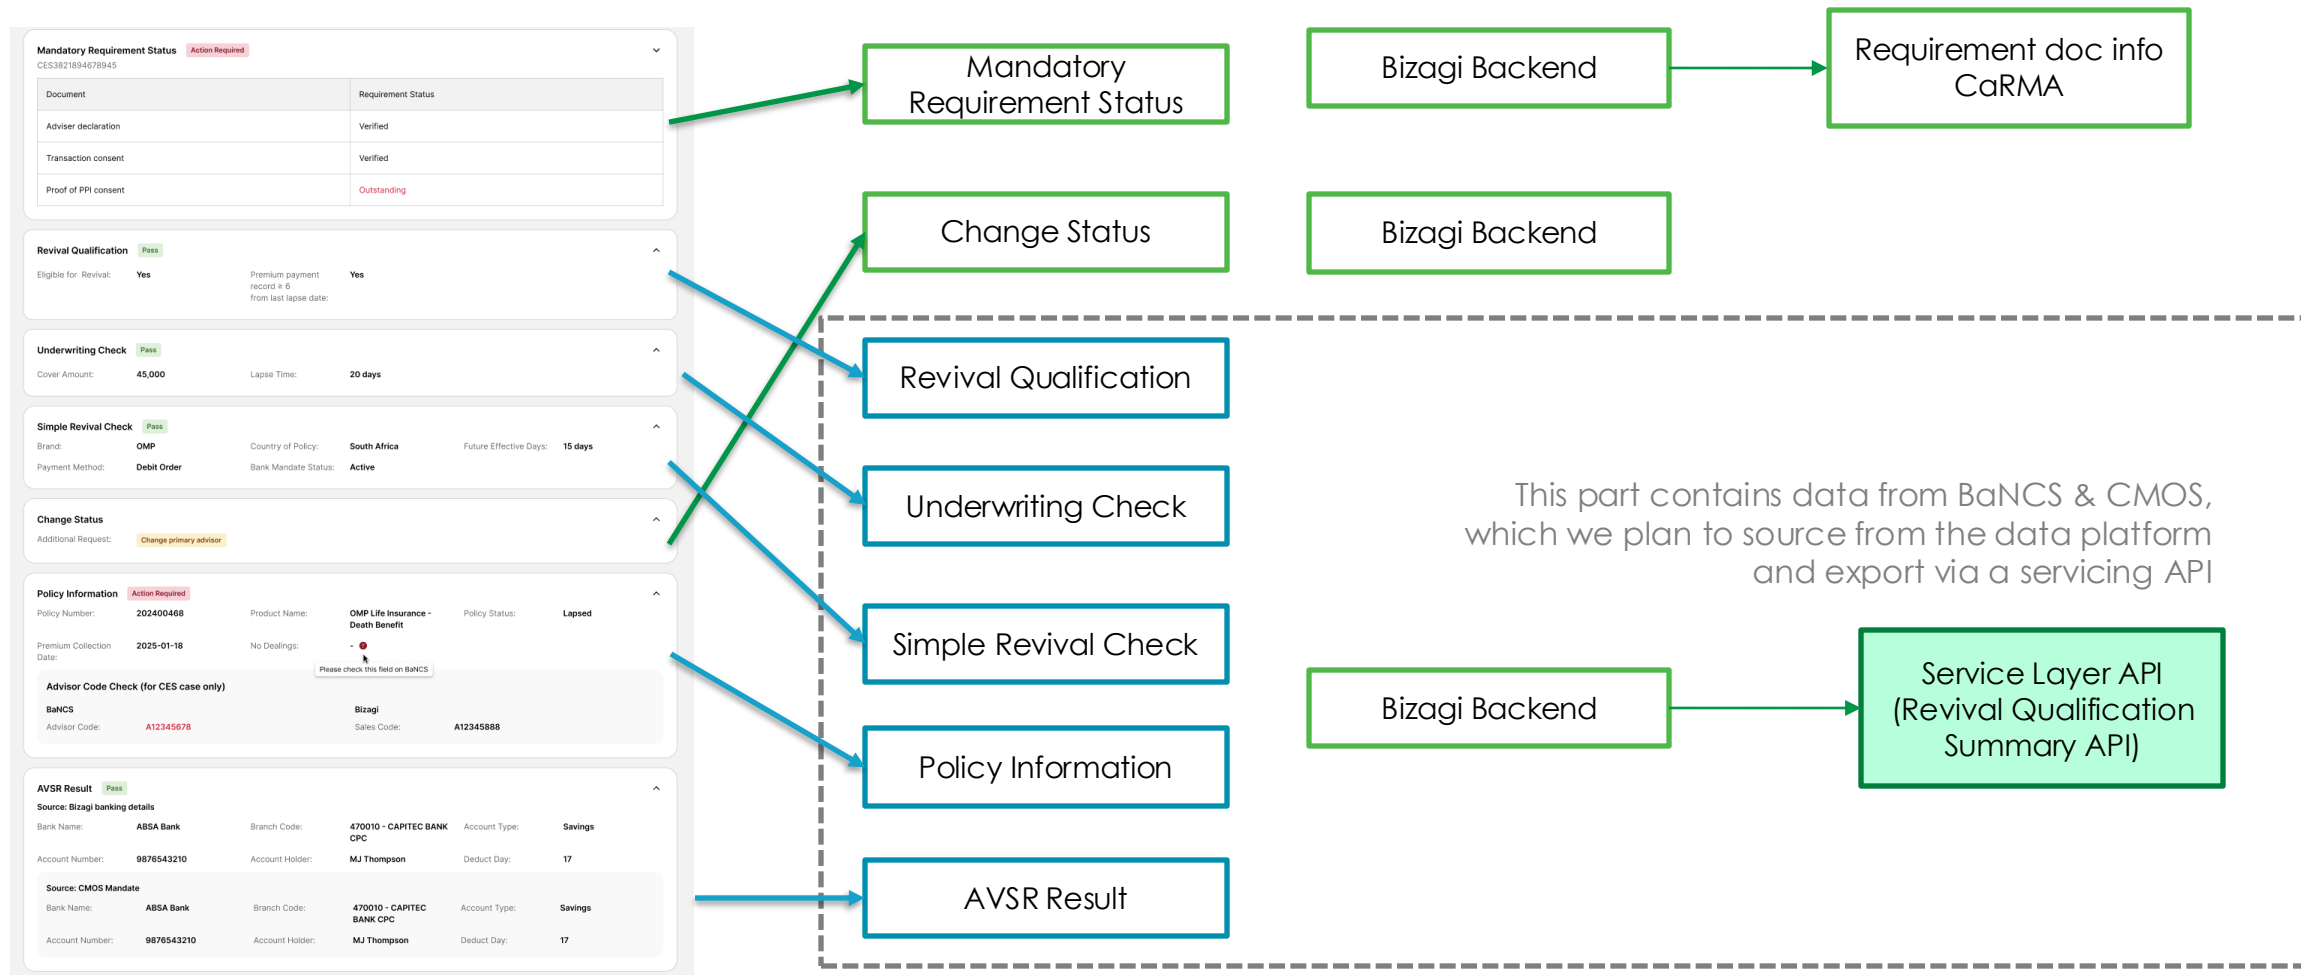 Mandatory Requirement Status Action Required
CES3821894678945
Document Requirement Status
Adviser declaration Verified
Transaction consent Verified
Proof of PPI consent Outstanding
Revival Qualification Pass
Eligible for Revival: Yes Premium payment record ≥ 6 from last lapse date: Yes
Underwriting Check Pass
Cover Amount: 45,000 Lapse Time: 20 days
Simple Revival Check Pass
Brand: OMP Country of Policy: South Africa Future Effective Days: 15 days
Payment Method: Debit Order Bank Mandate Status: Active
Change Status
Additional Request: Change primary advisor
Policy Information Action Required
Policy Number: 202400468 Product Name: OMP Life Insurance - Death Benefit Policy Status: Lapsed
Premium Collection Date: 2025-01-18 No Dealings: -
Please check this field on BaNCS
Advisor Code Check (for CES case only)
BaNCS Bizagi
Advisor Code: A12345678 Sales Code: A12345888
AVSR Result Pass
Source: Bizagi banking details
Bank Name: ABSA Bank Branch Code: 470010 - CAPITEC BANK CPC Account Type: Savings
Account Number: 9876543210 Account Holder: MJ Thompson Deduct Day: 17
Source: CMOS Mandate
Bank Name: ABSA Bank Branch Code: 470010 - CAPITEC BANK CPC Account Type: Savings
Account Number: 9876543210 Account Holder: MJ Thompson Deduct Day: 17
Mandatory
Requirement Status
Bizagi Backend
Requirement doc info
CaRMA
Change Status
Bizagi Backend
Revival Qualification
Underwriting Check
Simple Revival Check
Policy Information
AVSR Result
This part contains data from BaNCS & CMOS,
which we plan to source from the data platform
and export via a servicing API
Bizagi Backend
Service Layer API
(Revival Qualification
Summary API)